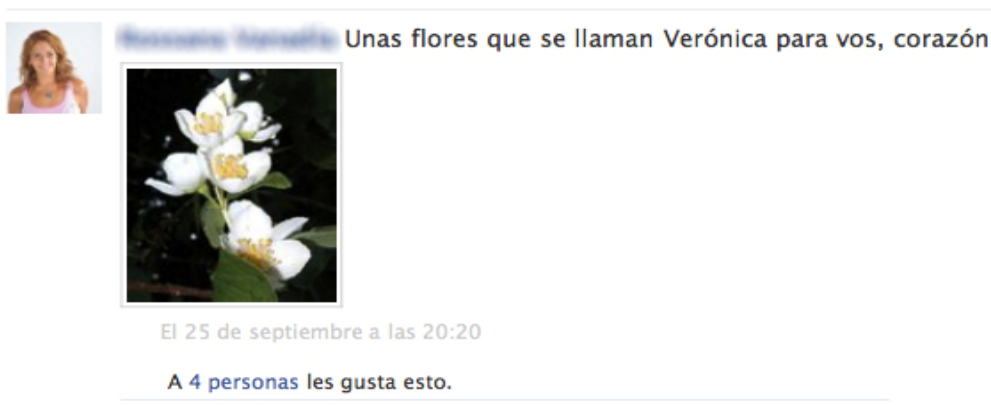 Unas flores que se llaman Verónica para vos, corazón
El 25 de septiembre a las 20:20
A 4 personas les gusta esto.